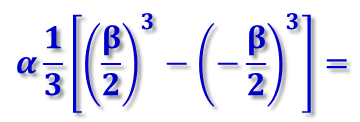 α 1/3 [(β/2)^3 − (−β/2)^3] =